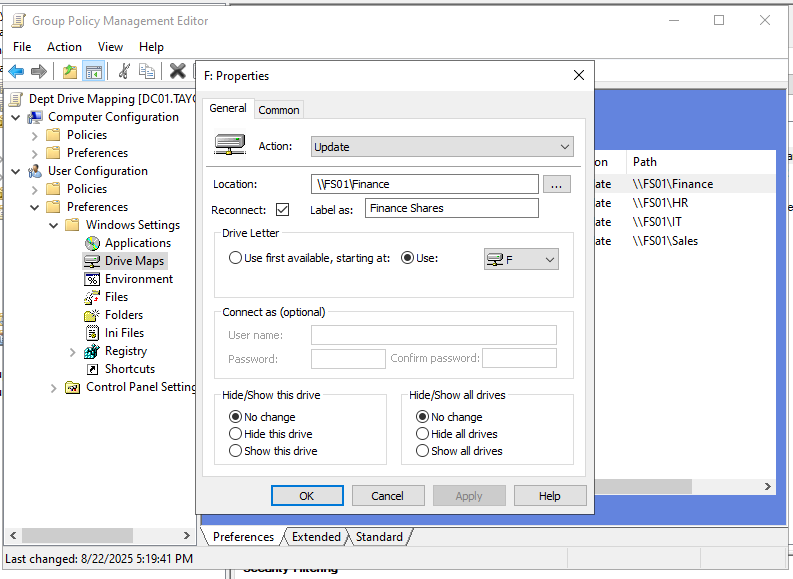 Group Policy Management Editor
File Action View Help
Dept Drive Mapping [DC01.TAYO
Computer Configuration
Policies
Preferences
User Configuration
Policies
Preferences
Windows Settings
Applications
Drive Maps
Environment
Files
Folders
Ini Files
Registry
Shortcuts
Control Panel Setting
F: Properties
General Common
Action: Update
Location: \\FS01\Finance ...
Reconnect: Label as: Finance Shares
Drive Letter
Use first available, starting at: Use: F
Connect as (optional)
User name:
Password: Confirm password:
Hide/Show this drive
No change
Hide this drive
Show this drive
Hide/Show all drives
No change
Hide all drives
Show all drives
OK Cancel Apply Help
on Path
ate \\FS01\Finance
ate \\FS01\HR
ate \\FS01\IT
ate \\FS01\Sales
Preferences Extended Standard
Last changed: 8/22/2025 5:19:41 PM
Security Filtering